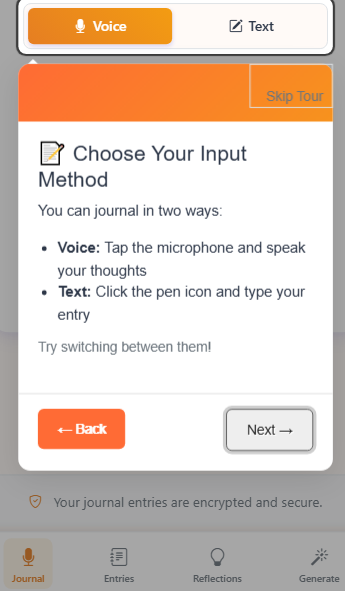 Voice
Text
Skip Tour
📝 Choose Your Input
Method
You can journal in two ways:
• Voice: Tap the microphone and speak
your thoughts
• Text: Click the pen icon and type your
entry
Try switching between them!
← Back
Next →
Your journal entries are encrypted and secure.
Journal
Entries
Reflections
Generate